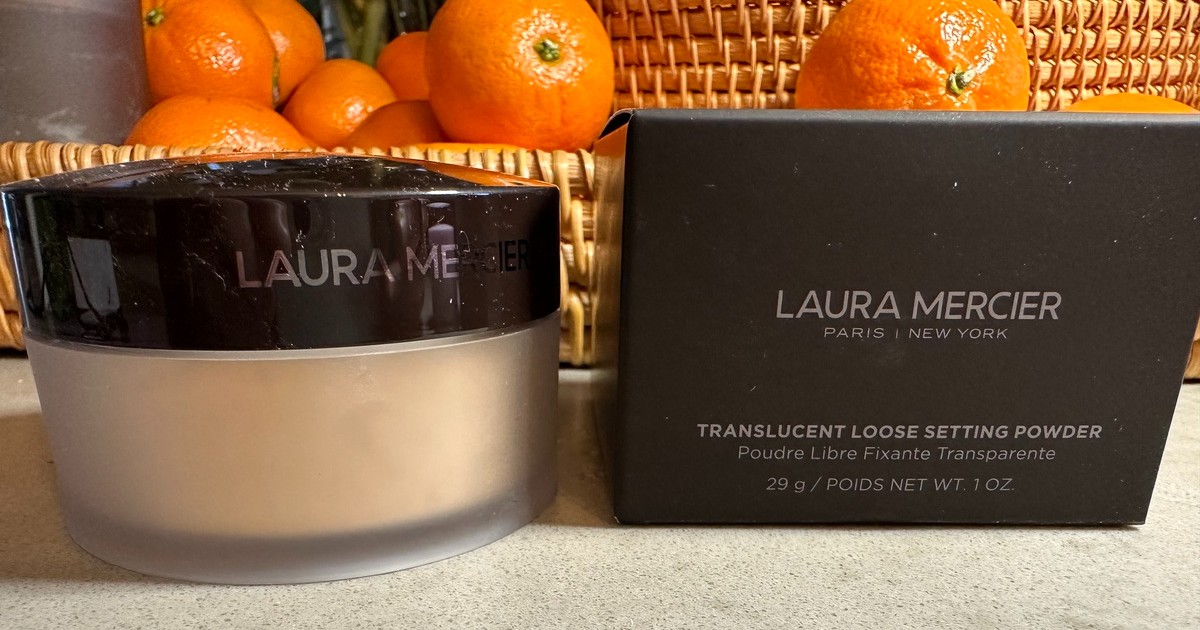 LAURA MERCIER
LAURA MERCIER
PARIS | NEW YORK
TRANSLUCENT LOOSE SETTING POWDER
Poudre Libre Fixante Transparente
29 g / POIDS NET WT. 1 OZ.